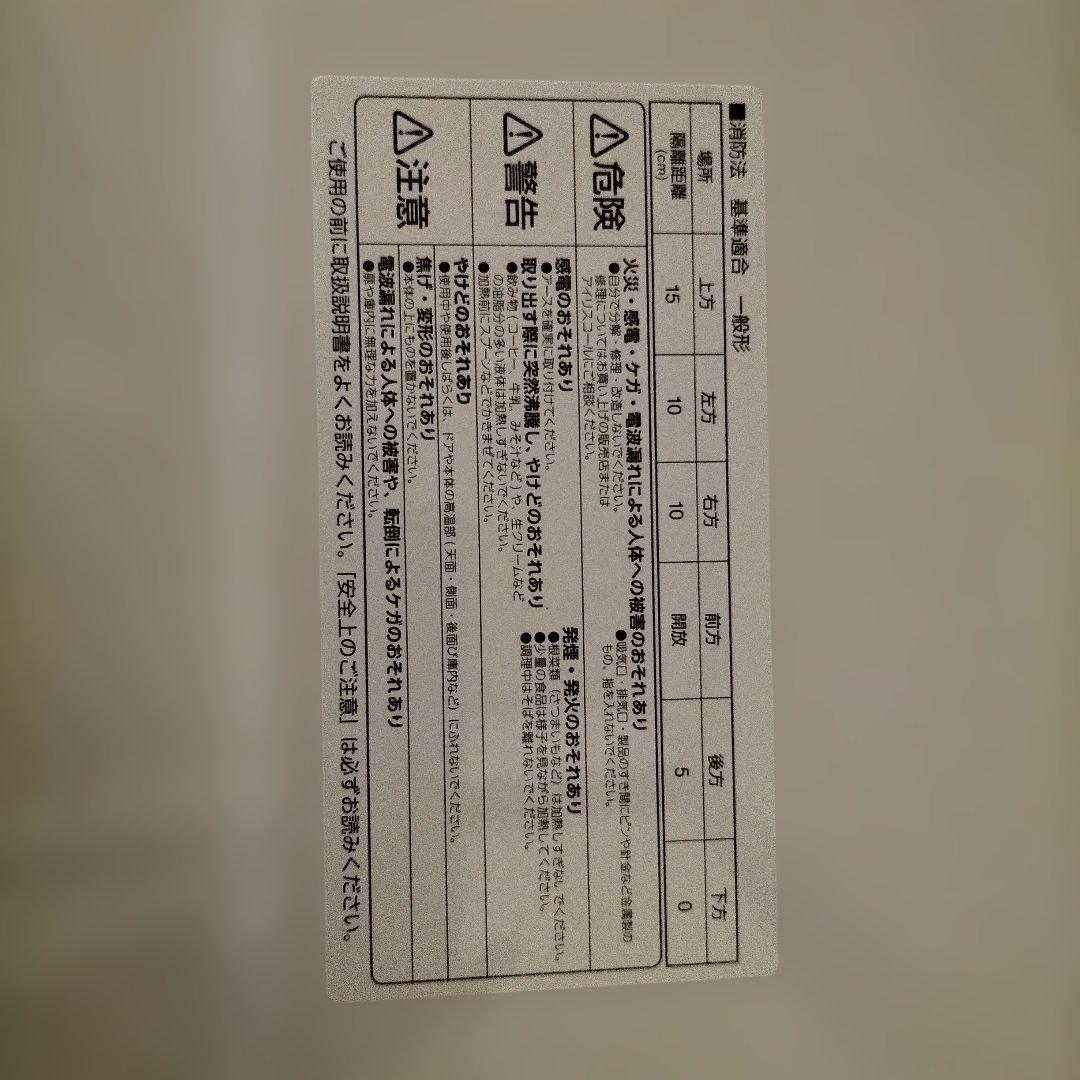 ■消防法 基準適合 一般形
場所 上方 左方 右方 前方 後方 下方
隔離距離(cm) 15 10 10 開放 5 0
⚠危険
火災・感電・ケガ・電波漏れによる人体への被害のおそれあり
●自分で分解・修理・改造しないでください。
修理についてはお買い上げの販売店または
アイリスコールにご相談ください。
●吸気口・排気口・製品のすき間にピンや針金など金属製の
もの、指を入れないでください。
⚠警告
感電のおそれあり
●アースを確実に取り付けてください。
取り出す際に突然沸騰し、やけどのおそれあり
●飲み物(コーヒー、牛乳、みそ汁など)や、生クリームなど
の油脂分の多い液体は加熱しすぎないでください。
●加熱前にスプーンなどでかきまぜてください。
発煙・発火のおそれあり
●根菜類(さつまいもなど)は加熱しすぎないでください。
●少量の食品は様子を見ながら加熱してください。
●調理中はそばを離れないでください。
⚠注意
やけどのおそれあり
●使用中や使用後しばらくは、ドアや本体の高温部(天面・側面・後面び庫内など)にふれないでください。
焦げ・変形のおそれあり
●本体の上にものを置かないでください。
電波漏れによる人体への被害や、転倒によるケガのおそれあり
●扉や庫内に無理な力を加えないでください。
ご使用の前に取扱説明書をよくお読みください。「安全上のご注意」は必ずお読みください。